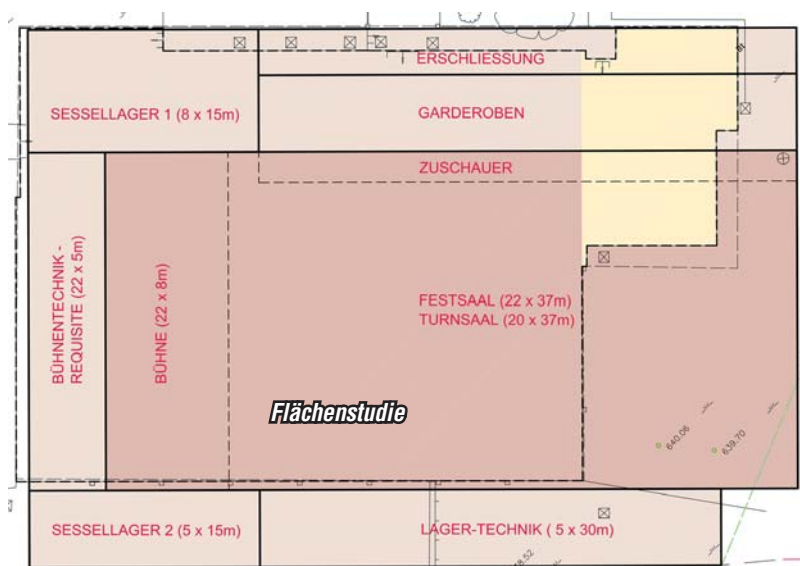 ERSCHLIESSUNG
SESSELLAGER 1 (8 x 15m)
GARDEROBEN
ZUSCHAUER
BÜHNENTECHNIK -
REQUISITE (22 x 5m)
BÜHNE (22 x 8m)
FESTSAAL (22 x 37m)
TURNSAAL (20 x 37m)
Flächenstudie
640.06
639.70
SESSELLAGER 2 (5 x 15m)
LAGER-TECHNIK ( 5 x 30m)